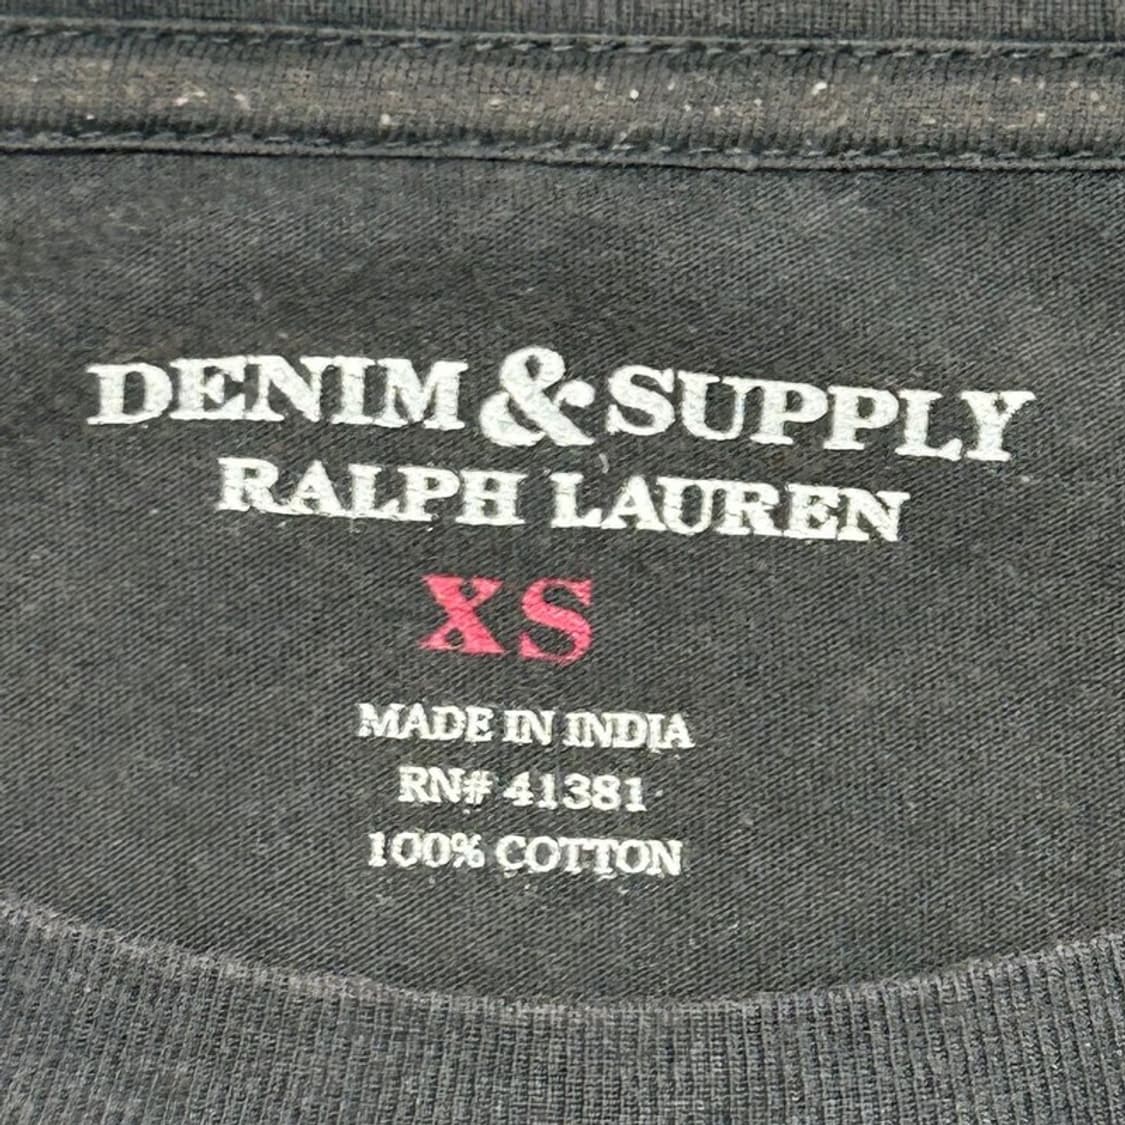 DENIM & SUPPLY
RALPH LAUREN
XS
MADE IN INDIA
RN# 41381
100% COTTON